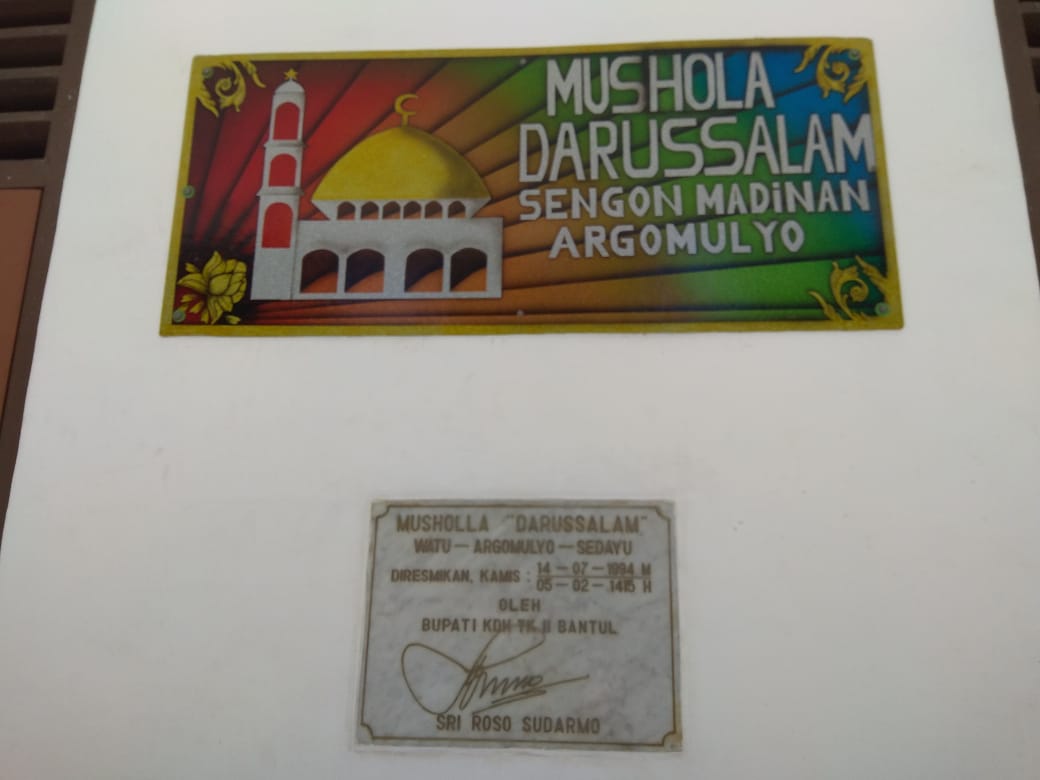 MUSHOLA
DARUSSALAM
SENGON MADiNAN
ARGOMULYO
MUSHOLLA "DARUSSALAM"
WATU – ARGOMULYO – SEDAYU
DIRESMIKAN, KAMIS : 14 – 07 – 1994 M
05 – 02 – 1415 H
OLEH
BUPATI KDH TK II BANTUL
SRI ROSO SUDARMO